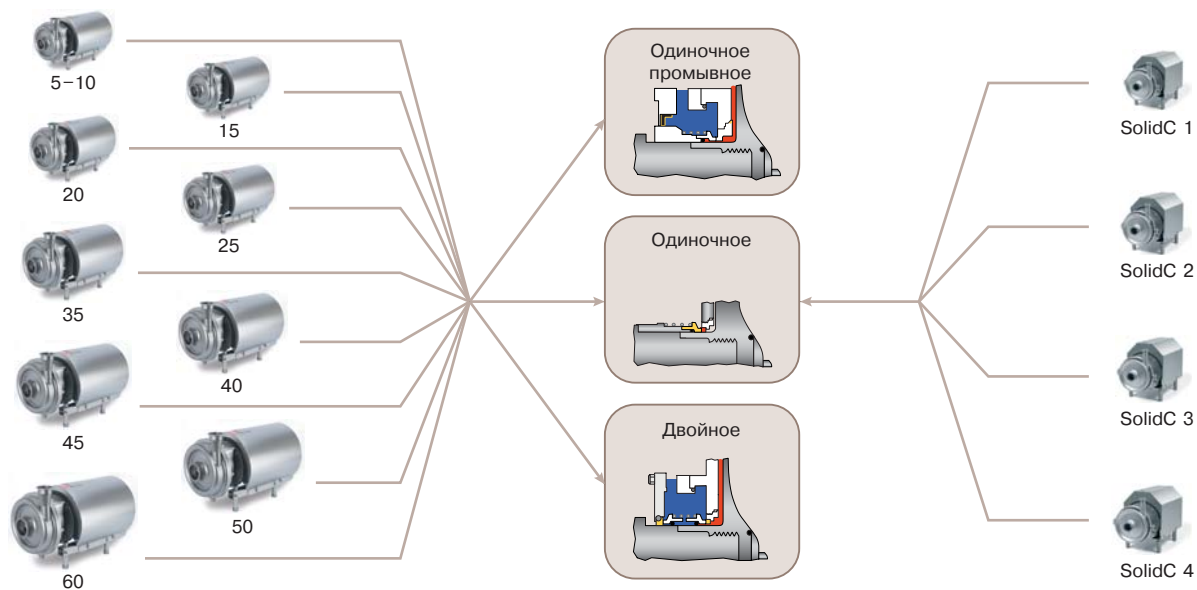 5–10
15
20
25
35
40
45
50
60
Одиночное
промывное
Одиночное
Двойное
SolidC 1
SolidC 2
SolidC 3
SolidC 4